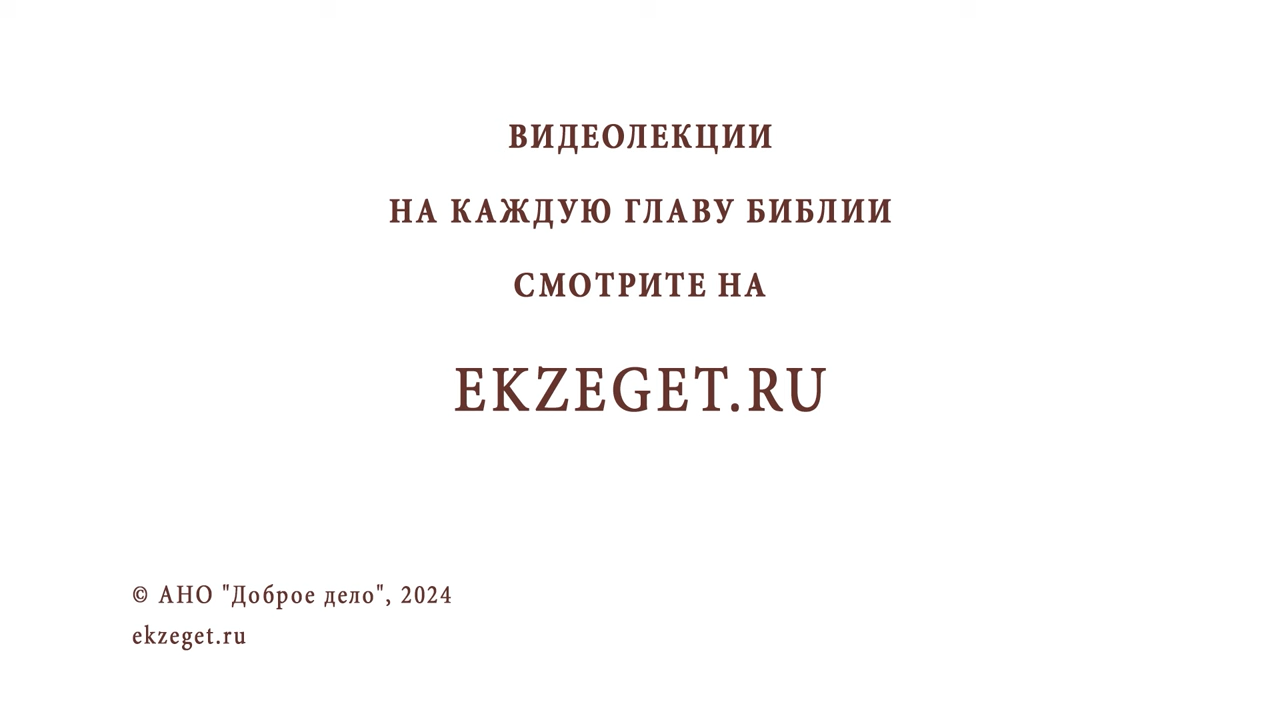 ВИДЕОЛЕКЦИИ
НА КАЖДУЮ ГЛАВУ БИБЛИИ
СМОТРИТЕ НА
EKZEGET.RU
© АНО "Доброе дело", 2024
ekzeget.ru